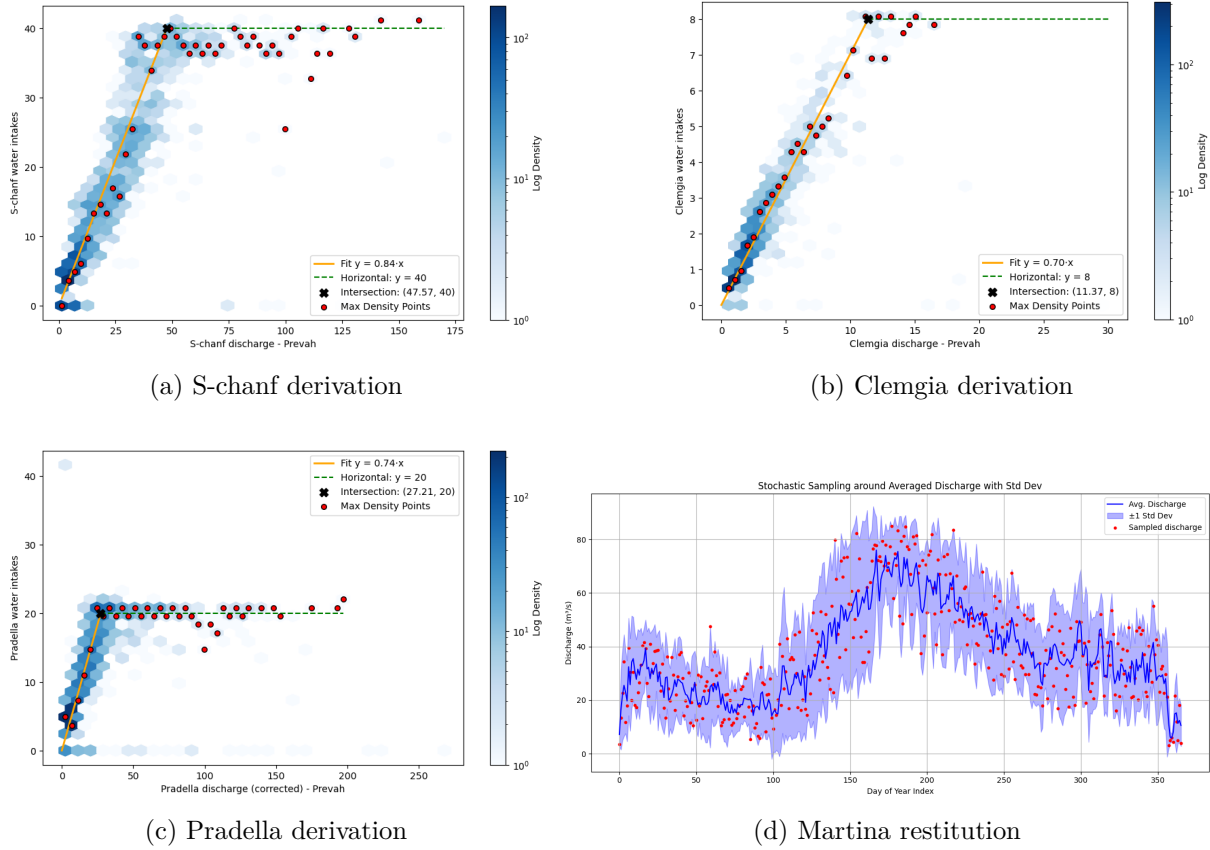 40
30
20
10
0
S-chanf water intakes
0
25
50
75
100
125
150
175
S-chanf discharge - Prevah
Fit y = 0.84·x
Horizontal: y = 40
Intersection: (47.57, 40)
Max Density Points
10²
10¹
10⁰
Log Density
(a) S-chanf derivation
8
7
6
5
4
3
2
1
0
Clemgia water intakes
0
5
10
15
20
25
30
Clemgia discharge - Prevah
Fit y = 0.70·x
Horizontal: y = 8
Intersection: (11.37, 8)
Max Density Points
10²
10¹
10⁰
Log Density
(b) Clemgia derivation
40
30
20
10
0
Pradella water intakes
0
50
100
150
200
250
Pradella discharge (corrected) - Prevah
Fit y = 0.74·x
Horizontal: y = 20
Intersection: (27.21, 20)
Max Density Points
10²
10¹
10⁰
Log Density
(c) Pradella derivation
Stochastic Sampling around Averaged Discharge with Std Dev
Avg. Discharge
±1 Std Dev
Sampled discharge
80
60
40
20
0
Discharge (m³/s)
0
50
100
150
200
250
300
350
Day of Year Index
(d) Martina restitution